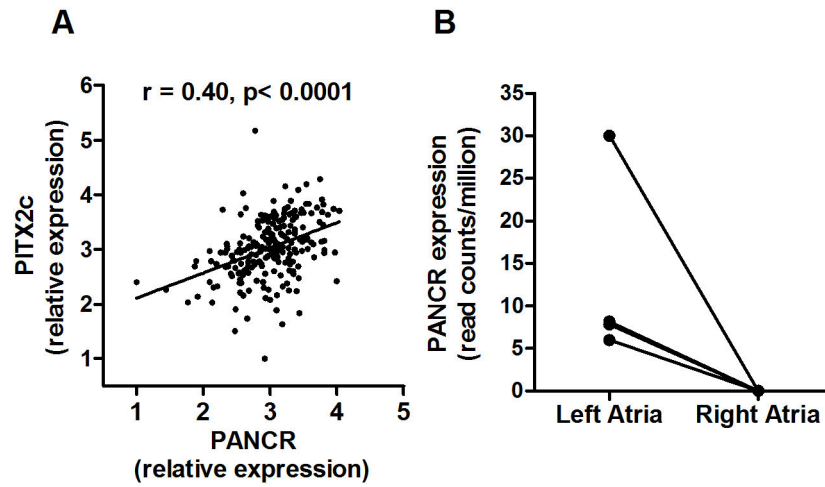 A
r = 0.40, p< 0.0001
PITX2c
(relative expression)
6
5
4
3
2
1
1 2 3 4 5
PANCR
(relative expression)
B
PANCR expression
(read counts/million)
35
30
25
20
15
10
5
0
Left Atria Right Atria